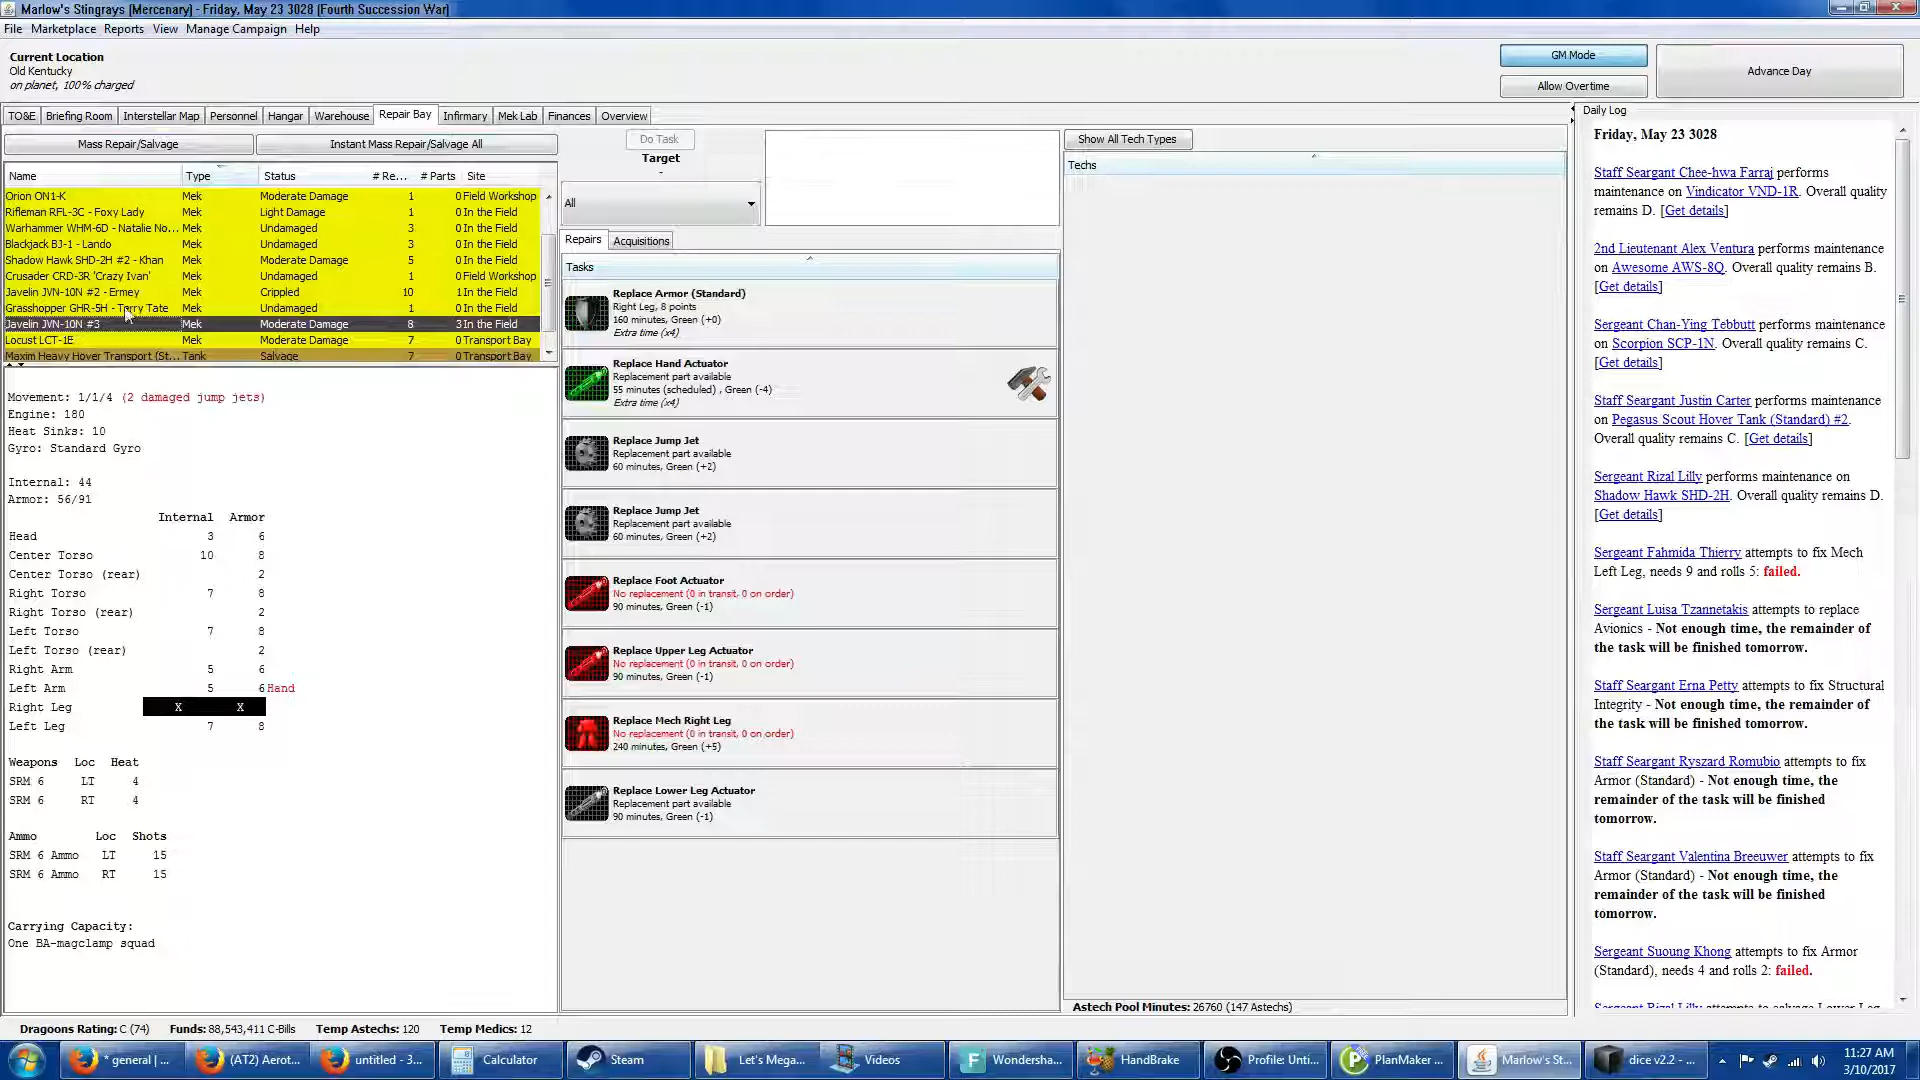 Marlow's Stingrays (Mercenary) - Friday, May 23 3028 (Fourth Succession War)
File Marketplace Reports View Manage Campaign Help
Current Location
Old Kentucky
on planet, 100% charged
GM Mode
Allow Overtime
Advance Day
TO&E Briefing Room Interstellar Map Personnel Hangar Warehouse Repair Bay Infirmary Mek Lab Finances Overview
Mass Repair/Salvage Instant Mass Repair/Salvage All
Name Type Status # Re... # Parts Site
Orion ON1-K Mek Moderate Damage 1 0 Field Workshop
Rifleman RFL-3C - Foxy Lady Mek Light Damage 1 0 In the Field
Warhammer WHM-6D - Natalie No... Mek Undamaged 3 0 In the Field
Blackjack BJ-1 - Lando Mek Undamaged 3 0 In the Field
Shadow Hawk SHD-2H #2 - Khan Mek Moderate Damage 5 0 In the Field
Crusader CRD-3R 'Crazy Ivan' Mek Undamaged 1 0 Field Workshop
Javelin JVN-10N #2 - Ermey Mek Crippled 10 1 In the Field
Grasshopper GHR-5H - Terry Tate Mek Undamaged 1 0 In the Field
Javelin JVN-10N #3 Mek Moderate Damage 8 3 In the Field
Locust LCT-1E Mek Moderate Damage 7 0 Transport Bay
Maxim Heavy Hover Transport (St... Tank Salvage 7 0 Transport Bay
Movement: 1/1/4 (2 damaged jump jets)
Engine: 180
Heat Sinks: 10
Gyro: Standard Gyro
Internal: 44
Armor: 56/91
Internal Armor
Head 3 6
Center Torso 10 8
Center Torso (rear) 2
Right Torso 7 8
Right Torso (rear) 2
Left Torso 7 8
Left Torso (rear) 2
Right Arm 5 6
Left Arm 5 6 Hand
Right Leg X X
Left Leg 7 8
Weapons Loc Heat
SRM 6 LT 4
SRM 6 RT 4
Ammo Loc Shots
SRM 6 Ammo LT 15
SRM 6 Ammo RT 15
Carrying Capacity:
One BA-magclamp squad
Do Task
Target
-
All
Repairs Acquisitions
Tasks
Replace Armor (Standard)
Right Leg, 8 points
160 minutes, Green (+0)
Extra time (x4)
Replace Hand Actuator
Replacement part available
55 minutes (scheduled) , Green (-4)
Extra time (x4)
Replace Jump Jet
Replacement part available
60 minutes, Green (+2)
Replace Jump Jet
Replacement part available
60 minutes, Green (+2)
Replace Foot Actuator
No replacement (0 in transit, 0 on order)
90 minutes, Green (-1)
Replace Upper Leg Actuator
No replacement (0 in transit, 0 on order)
90 minutes, Green (-1)
Replace Mech Right Leg
No replacement (0 in transit, 0 on order)
240 minutes, Green (+5)
Replace Lower Leg Actuator
Replacement part available
90 minutes, Green (-1)
Show All Tech Types
Techs
Astech Pool Minutes: 26760 (147 Astechs)
Daily Log
Friday, May 23 3028
Staff Seargant Chee-hwa Farraj performs
maintenance on Vindicator VND-1R. Overall quality
remains D. [Get details]
2nd Lieutenant Alex Ventura performs maintenance
on Awesome AWS-8Q. Overall quality remains B.
[Get details]
Sergeant Chan-Ying Tebbutt performs maintenance
on Scorpion SCP-1N. Overall quality remains C.
[Get details]
Staff Seargant Justin Carter performs maintenance
on Pegasus Scout Hover Tank (Standard) #2.
Overall quality remains C. [Get details]
Sergeant Rizal Lilly performs maintenance on
Shadow Hawk SHD-2H. Overall quality remains D.
[Get details]
Sergeant Fahmida Thierry attempts to fix Mech
Left Leg, needs 9 and rolls 5: failed.
Sergeant Luisa Tzannetakis attempts to replace
Avionics - Not enough time, the remainder of
the task will be finished tomorrow.
Staff Seargant Erna Petty attempts to fix Structural
Integrity - Not enough time, the remainder of
the task will be finished tomorrow.
Staff Seargant Ryszard Romubio attempts to fix
Armor (Standard) - Not enough time, the
remainder of the task will be finished
tomorrow.
Staff Seargant Valentina Breeuwer attempts to fix
Armor (Standard) - Not enough time, the
remainder of the task will be finished
tomorrow.
Sergeant Suoung Khong attempts to fix Armor
(Standard), needs 4 and rolls 2: failed.
Sergeant Rizal Lilly attempts to salvage Lower Leg
Dragoons Rating: C (74) Funds: 88,543,411 C-Bills Temp Astechs: 120 Temp Medics: 12
* general | ... (AT2) Aerot... untitled - 3... Calculator Steam Let's Mega... Videos Wondersha... HandBrake Profile: Unti... PlanMaker ... Marlow's St... dice v2.2 - ...
11:27 AM
3/10/2017